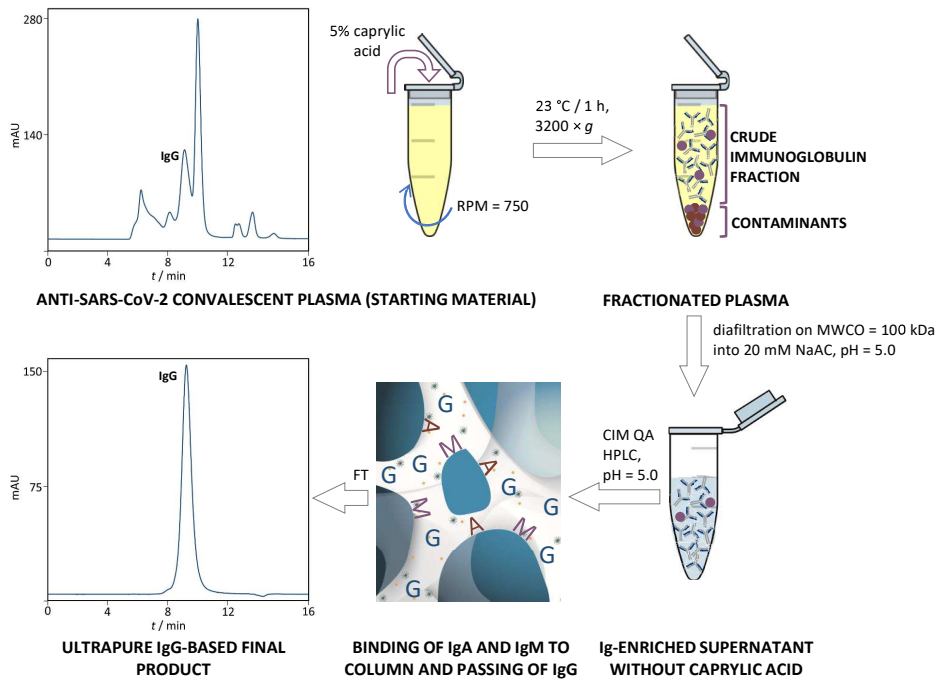 280
140
mAU
IgG
0
4
8
12
16
t / min
5% caprylic
acid
RPM = 750
23 °C / 1 h,
3200 × g
CRUDE
IMMUNOGLOBULIN
FRACTION
CONTAMINANTS
ANTI-SARS-CoV-2 CONVALESCENT PLASMA (STARTING MATERIAL)
FRACTIONATED PLASMA
diafiltration on MWCO = 100 kDa
into 20 mM NaAC, pH = 5.0
CIM QA
HPLC,
pH = 5.0
G
A
M
G
G
A
G
M
G
A
M
G
G
FT
150
75
mAU
IgG
0
4
8
12
16
t / min
ULTRAPURE IgG-BASED FINAL
PRODUCT
BINDING OF IgA AND IgM TO
COLUMN AND PASSING OF IgG
Ig-ENRICHED SUPERNATANT
WITHOUT CAPRYLIC ACID